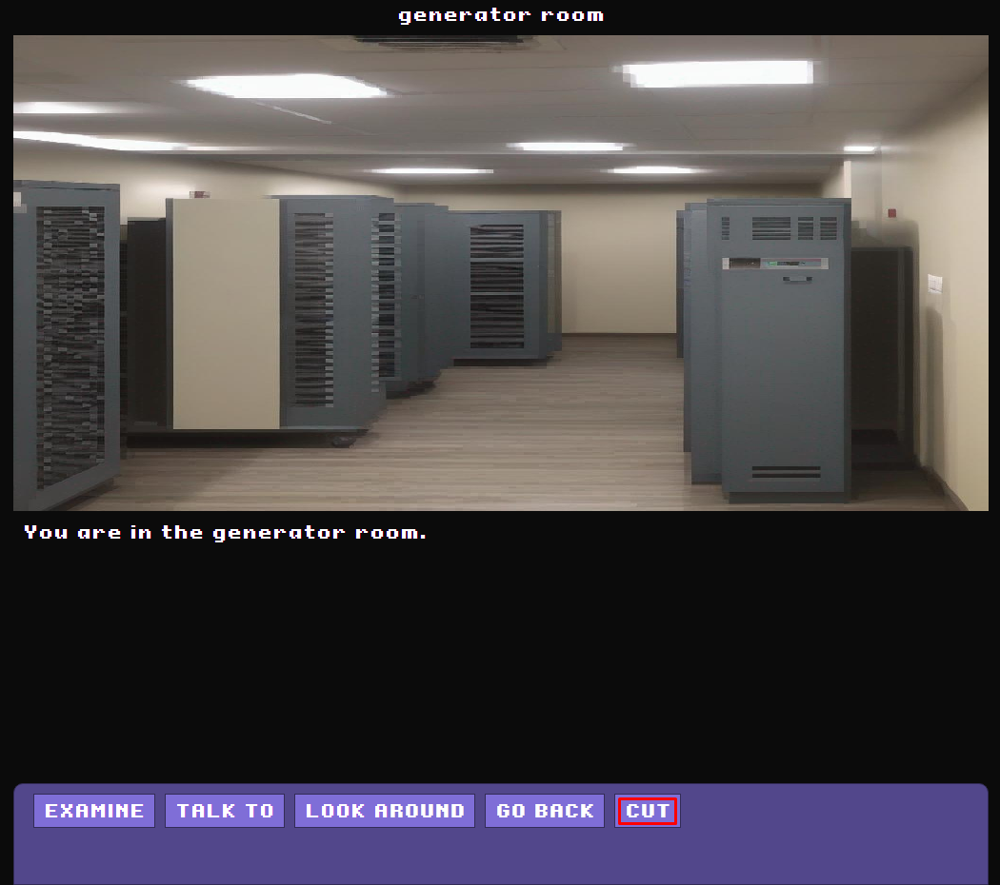 generator room
You are in the generator room.
EXAMINE
TALK TO
LOOK AROUND
GO BACK
CUT